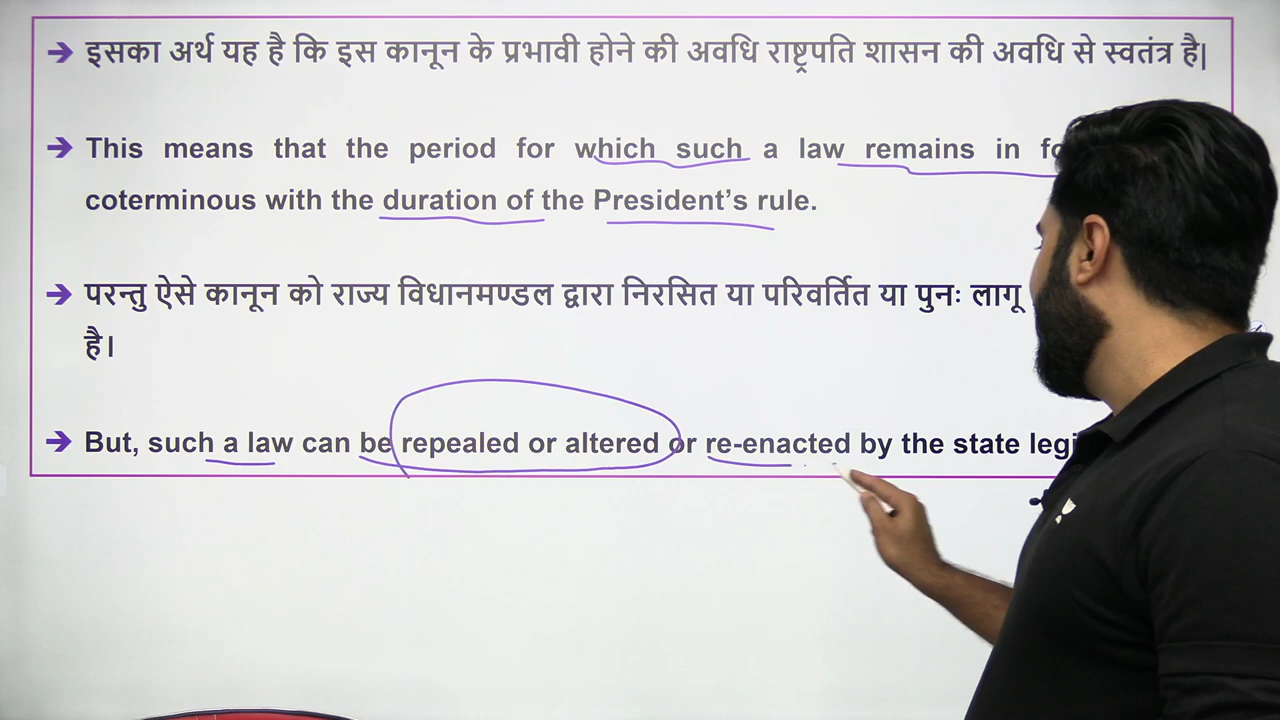 ➔ इसका अर्थ यह है कि इस कानून के प्रभावी होने की अवधि राष्ट्रपति शासन की अवधि से स्वतंत्र है|
➔ This means that the period for which such a law remains in
coterminous with the duration of the President’s rule.
➔ परन्तु ऐसे कानून को राज्य विधानमण्डल द्वारा निरसित या परिवर्तित या पुनः लागू
है।
➔ But, such a law can be repealed or altered or re-enacted by the state